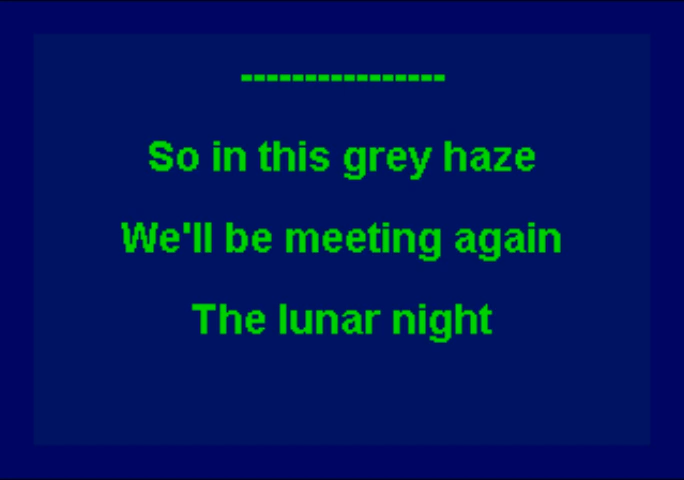 ----------------
So in this grey haze
We'll be meeting again
The lunar night